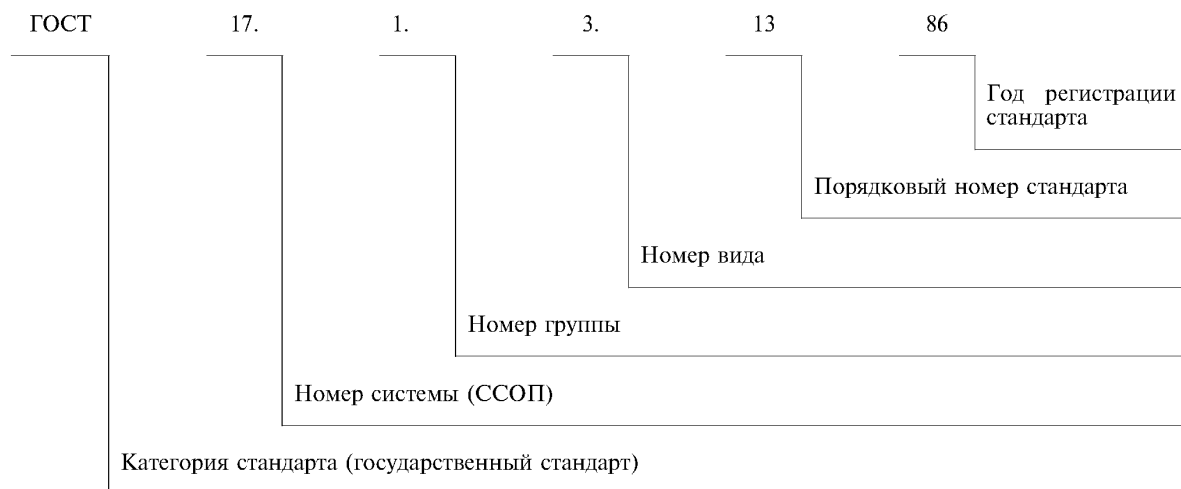 ГОСТ 17. 1. 3. 13 86
Год регистрации
стандарта
Порядковый номер стандарта
Номер вида
Номер группы
Номер системы (ССОП)
Категория стандарта (государственный стандарт)